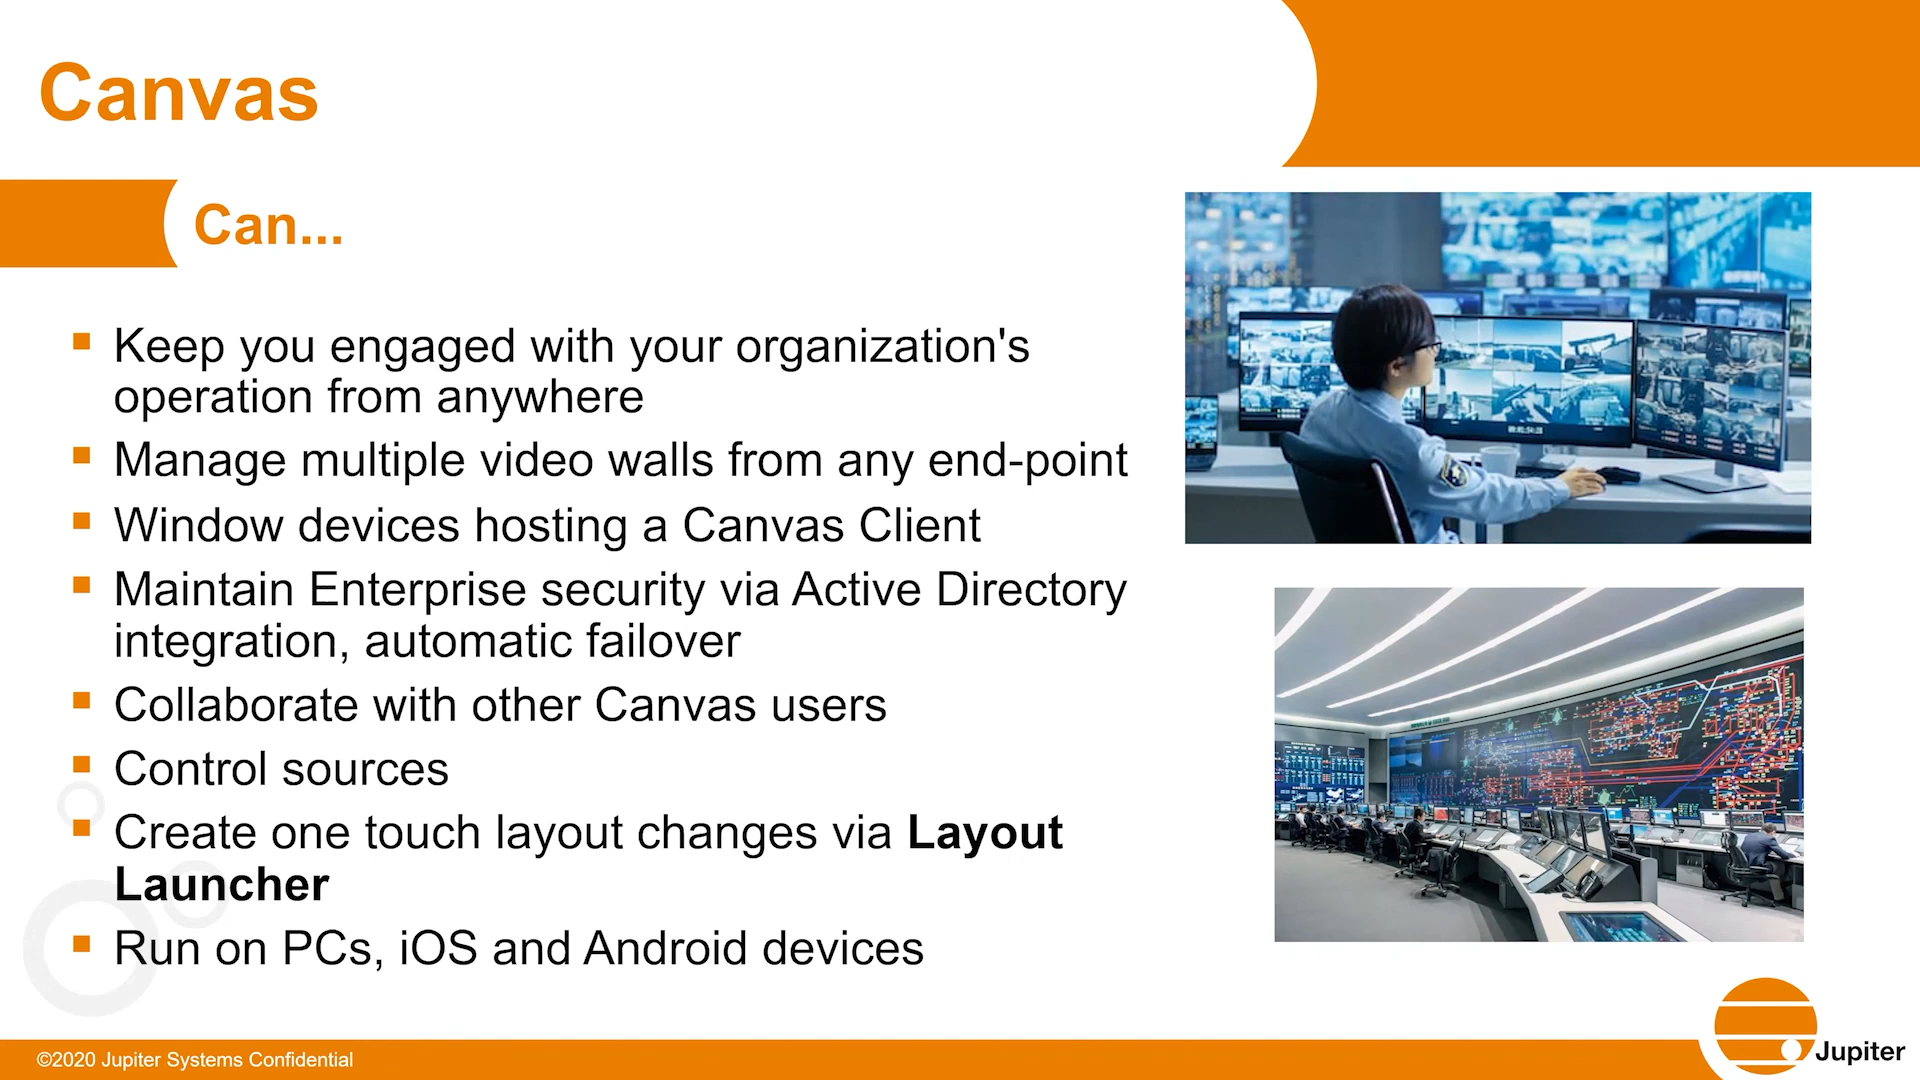 Canvas
Can...
Keep you engaged with your organization's
operation from anywhere
Manage multiple video walls from any end-point
Window devices hosting a Canvas Client
Maintain Enterprise security via Active Directory
integration, automatic failover
Collaborate with other Canvas users
Control sources
Create one touch layout changes via Layout
Launcher
Run on PCs, iOS and Android devices
©2020 Jupiter Systems Confidential
Jupiter